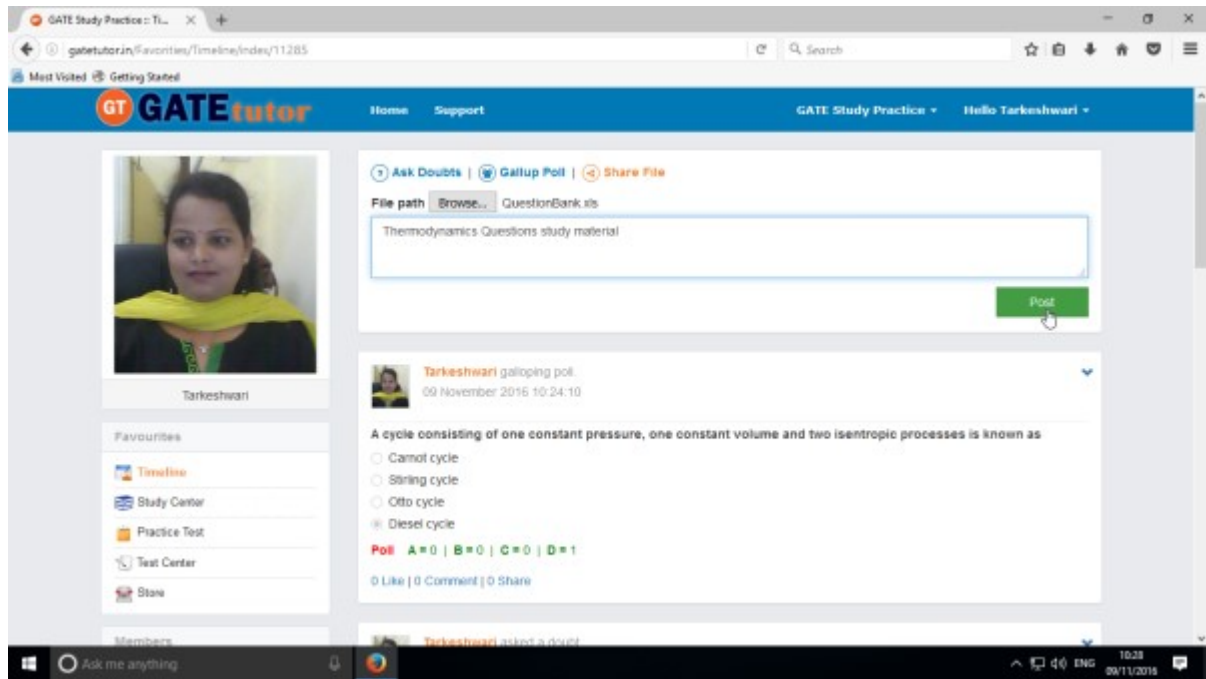 GATE Study Practice :: Ti...
gatetutor.in/Favorities/Timeline/Index/11285
Search
Most Visited Getting Started
GT GATEtutor Home Support GATE Study Practice Hello Tarkeshwari
Ask Doubts | Gallup Poll | Share File
File path Browse... QuestionBank.xls
Thermodynamics Questions study material
Post
Tarkeshwari
Tarkeshwari galloping poll.
09 November 2016 10:24:10
Favourites
Timeline
Study Center
Practice Test
Test Center
Store
Members
A cycle consisting of one constant pressure, one constant volume and two isentropic processes is known as
Carnot cycle
Stirling cycle
Otto cycle
Diesel cycle
Poll A = 0 | B = 0 | C = 0 | D = 1
0 Like | 0 Comment | 0 Share
Tarkeshwari asked a doubt
Ask me anything
ENG
10:28
09/11/2016